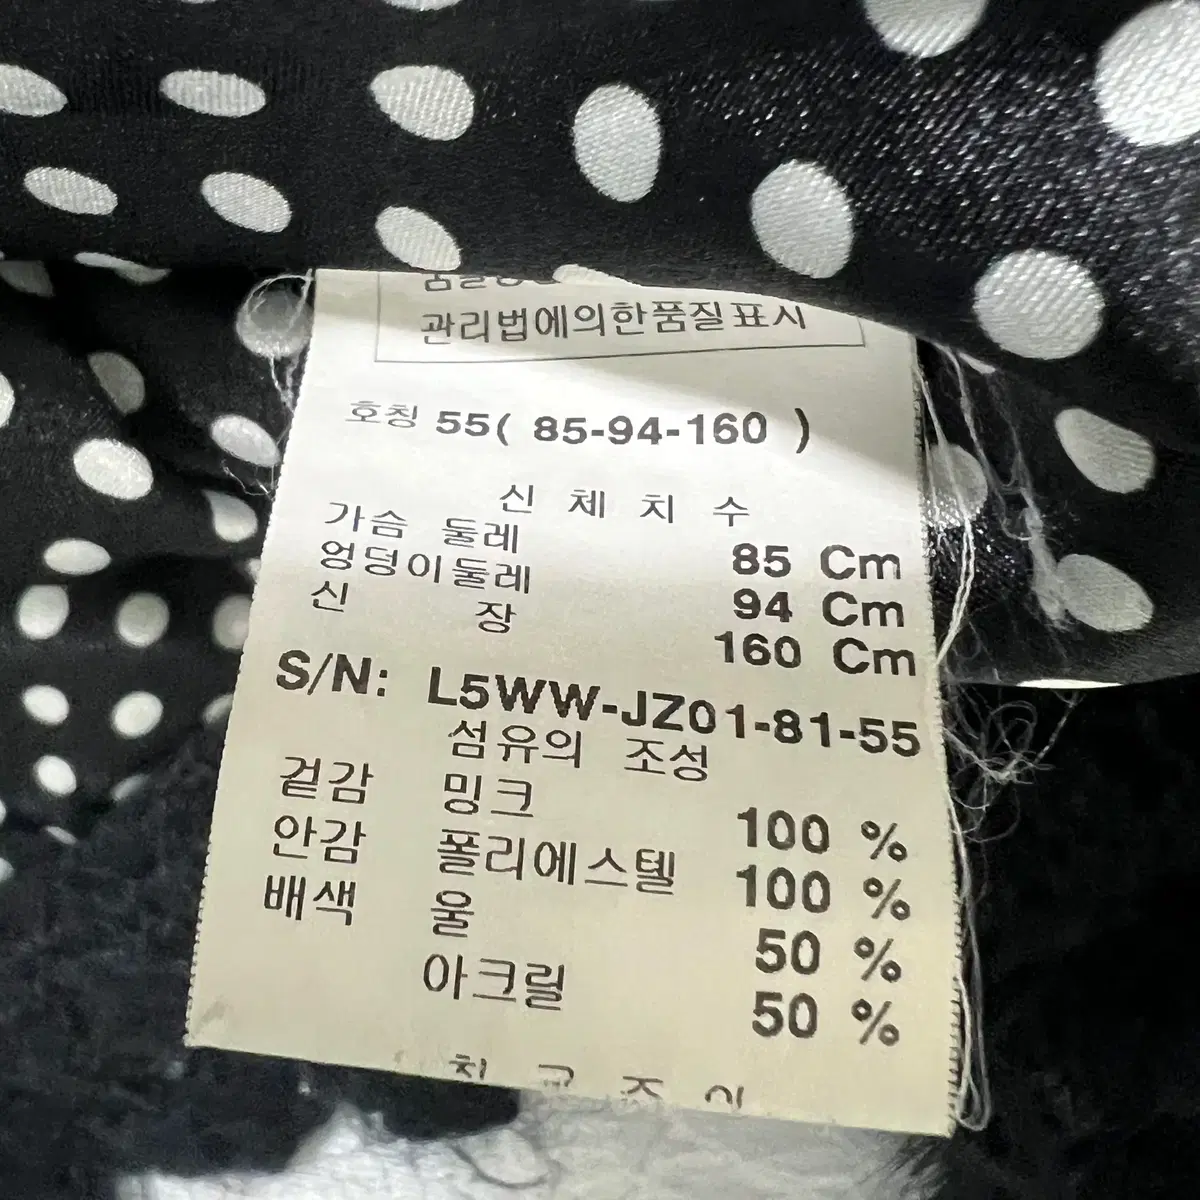 관리법에의한품질표시
호칭 55( 85-94-160 )
신 체 치 수
가슴 둘레 85 Cm
엉덩이둘레 94 Cm
신 장 160 Cm
S/N: L5WW-JZ01-81-55
섬유의 조성
겉감 밍크 100 %
안감 폴리에스텔 100 %
배색 울 50 %
아크릴 50 %